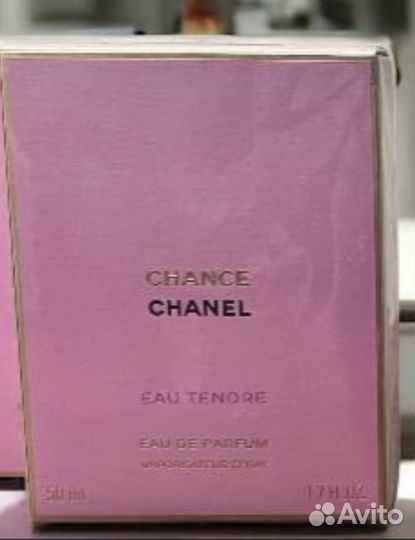 CHANCE
CHANEL
EAU TENDRE
EAU DE PARFUM
VAPORISATEUR SPRAY
50 ml 1.7 fl. oz.
Avito